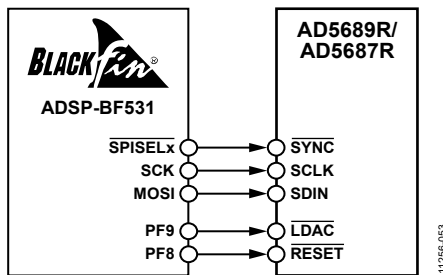 BLACKfin®
ADSP-BF531
SPISELx
SCK
MOSI
PF9
PF8
AD5689R/
AD5687R
SYNC
SCLK
SDIN
LDAC
RESET
11256-053